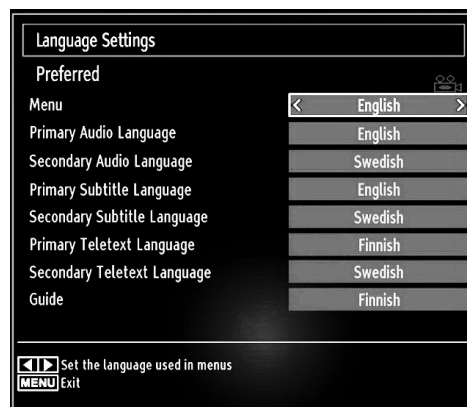 Language Settings
Preferred
Menu < English >
Primary Audio Language English
Secondary Audio Language Swedish
Primary Subtitle Language English
Secondary Subtitle Language Swedish
Primary Teletext Language Finnish
Secondary Teletext Language Swedish
Guide Finnish
Set the language used in menus
MENU Exit